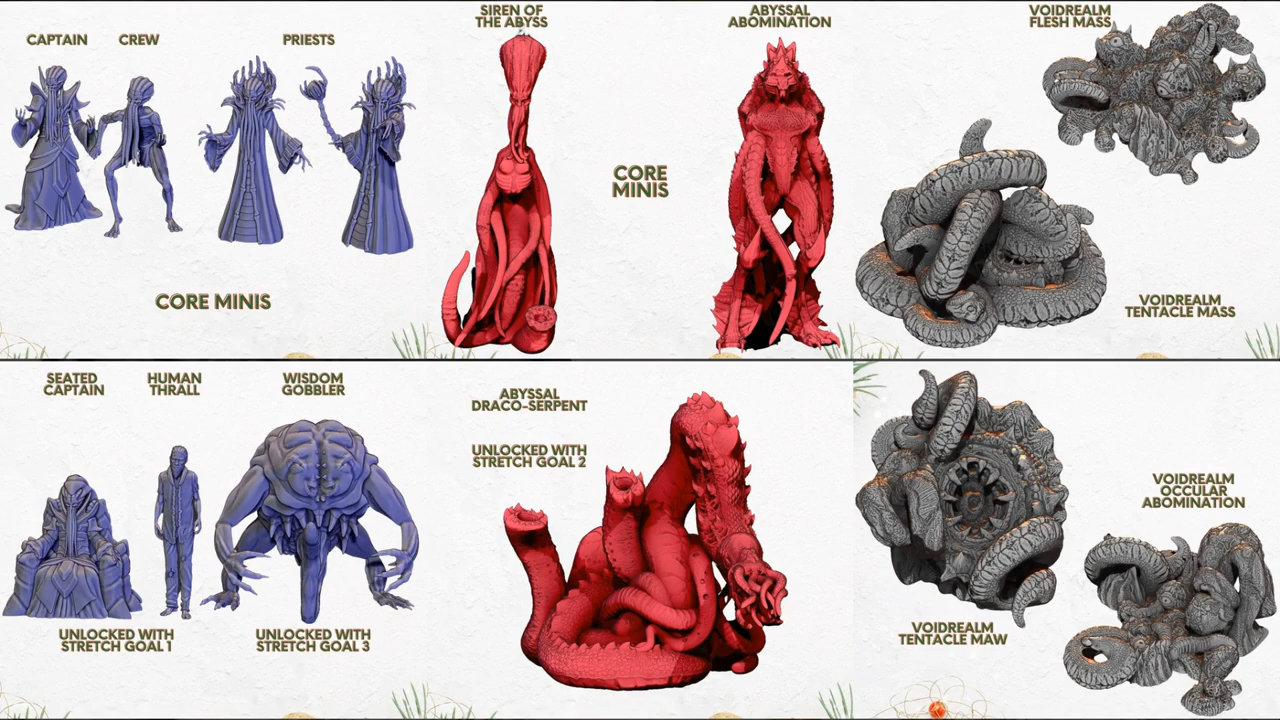 CAPTAIN
CREW
PRIESTS
CORE MINIS
SIREN OF
THE ABYSS
CORE
MINIS
ABYSSAL
ABOMINATION
VOIDREALM
FLESH MASS
VOIDREALM
TENTACLE MASS
SEATED
CAPTAIN
HUMAN
THRALL
WISDOM
GOBBLER
UNLOCKED WITH
STRETCH GOAL 1
UNLOCKED WITH
STRETCH GOAL 3
ABYSSAL
DRACO-SERPENT
UNLOCKED WITH
STRETCH GOAL 2
VOIDREALM
TENTACLE MAW
VOIDREALM
OCCULAR
ABOMINATION